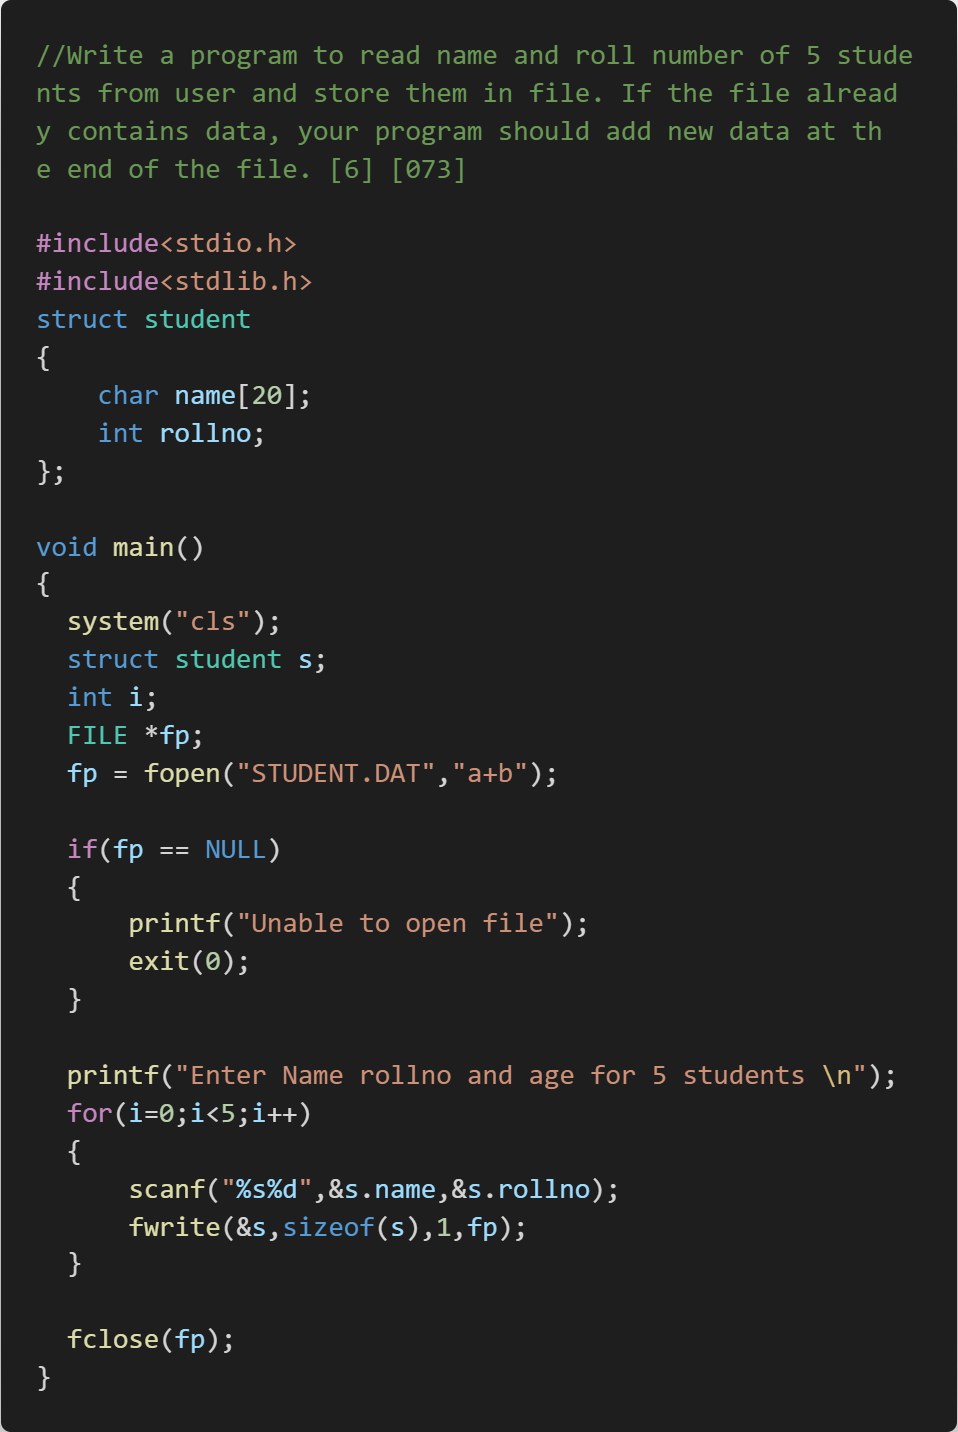 //Write a program to read name and roll number of 5 stude
nts from user and store them in file. If the file alread
y contains data, your program should add new data at th
e end of the file. [6] [073]
#include<stdio.h>
#include<stdlib.h>
struct student
{
    char name[20];
    int rollno;
};
void main()
{
  system("cls");
  struct student s;
  int i;
  FILE *fp;
  fp = fopen("STUDENT.DAT","a+b");
  if(fp == NULL)
  {
      printf("Unable to open file");
      exit(0);
  }
  printf("Enter Name rollno and age for 5 students \n");
  for(i=0;i<5;i++)
  {
      scanf("%s%d",&s.name,&s.rollno);
      fwrite(&s,sizeof(s),1,fp);
  }
  fclose(fp);
}